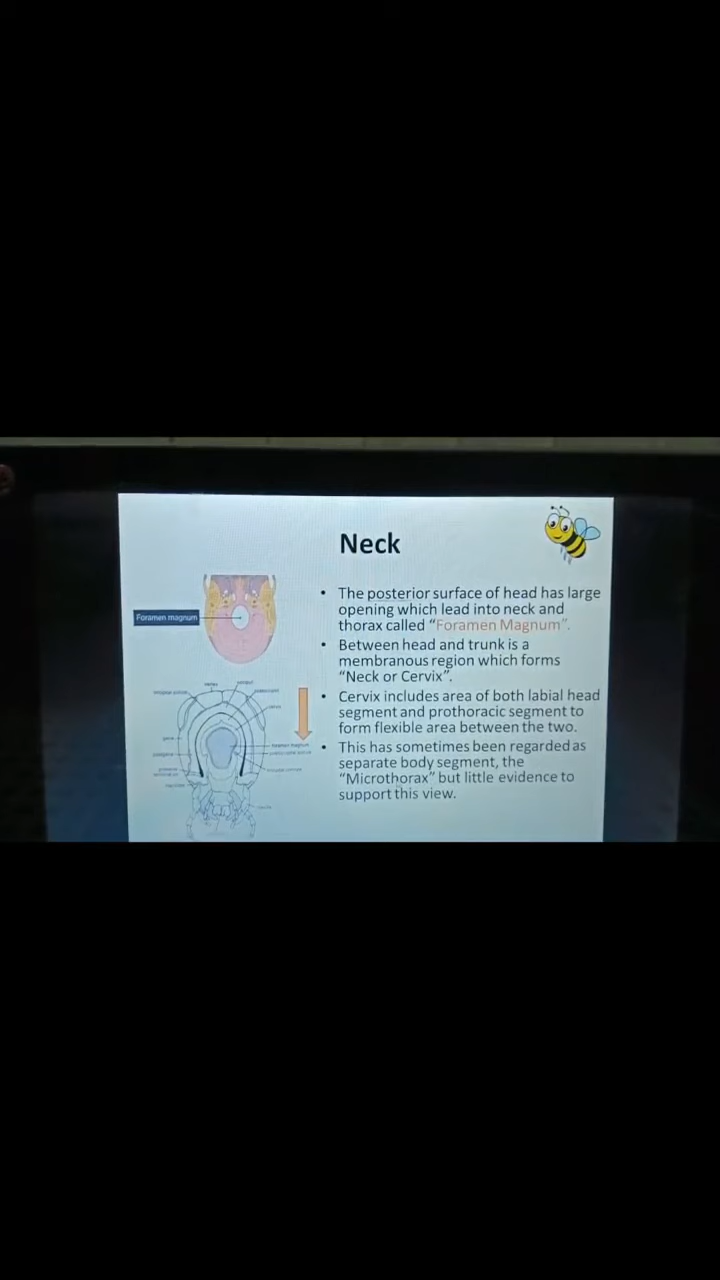 Neck
Foramen magnum
• The posterior surface of head has large
opening which lead into neck and
thorax called “Foramen Magnum”.
• Between head and trunk is a
membranous region which forms
“Neck or Cervix”.
• Cervix includes area of both labial head
segment and prothoracic segment to
form flexible area between the two.
• This has sometimes been regarded as
separate body segment, the
“Microthorax” but little evidence to
support this view.
foramen magnum